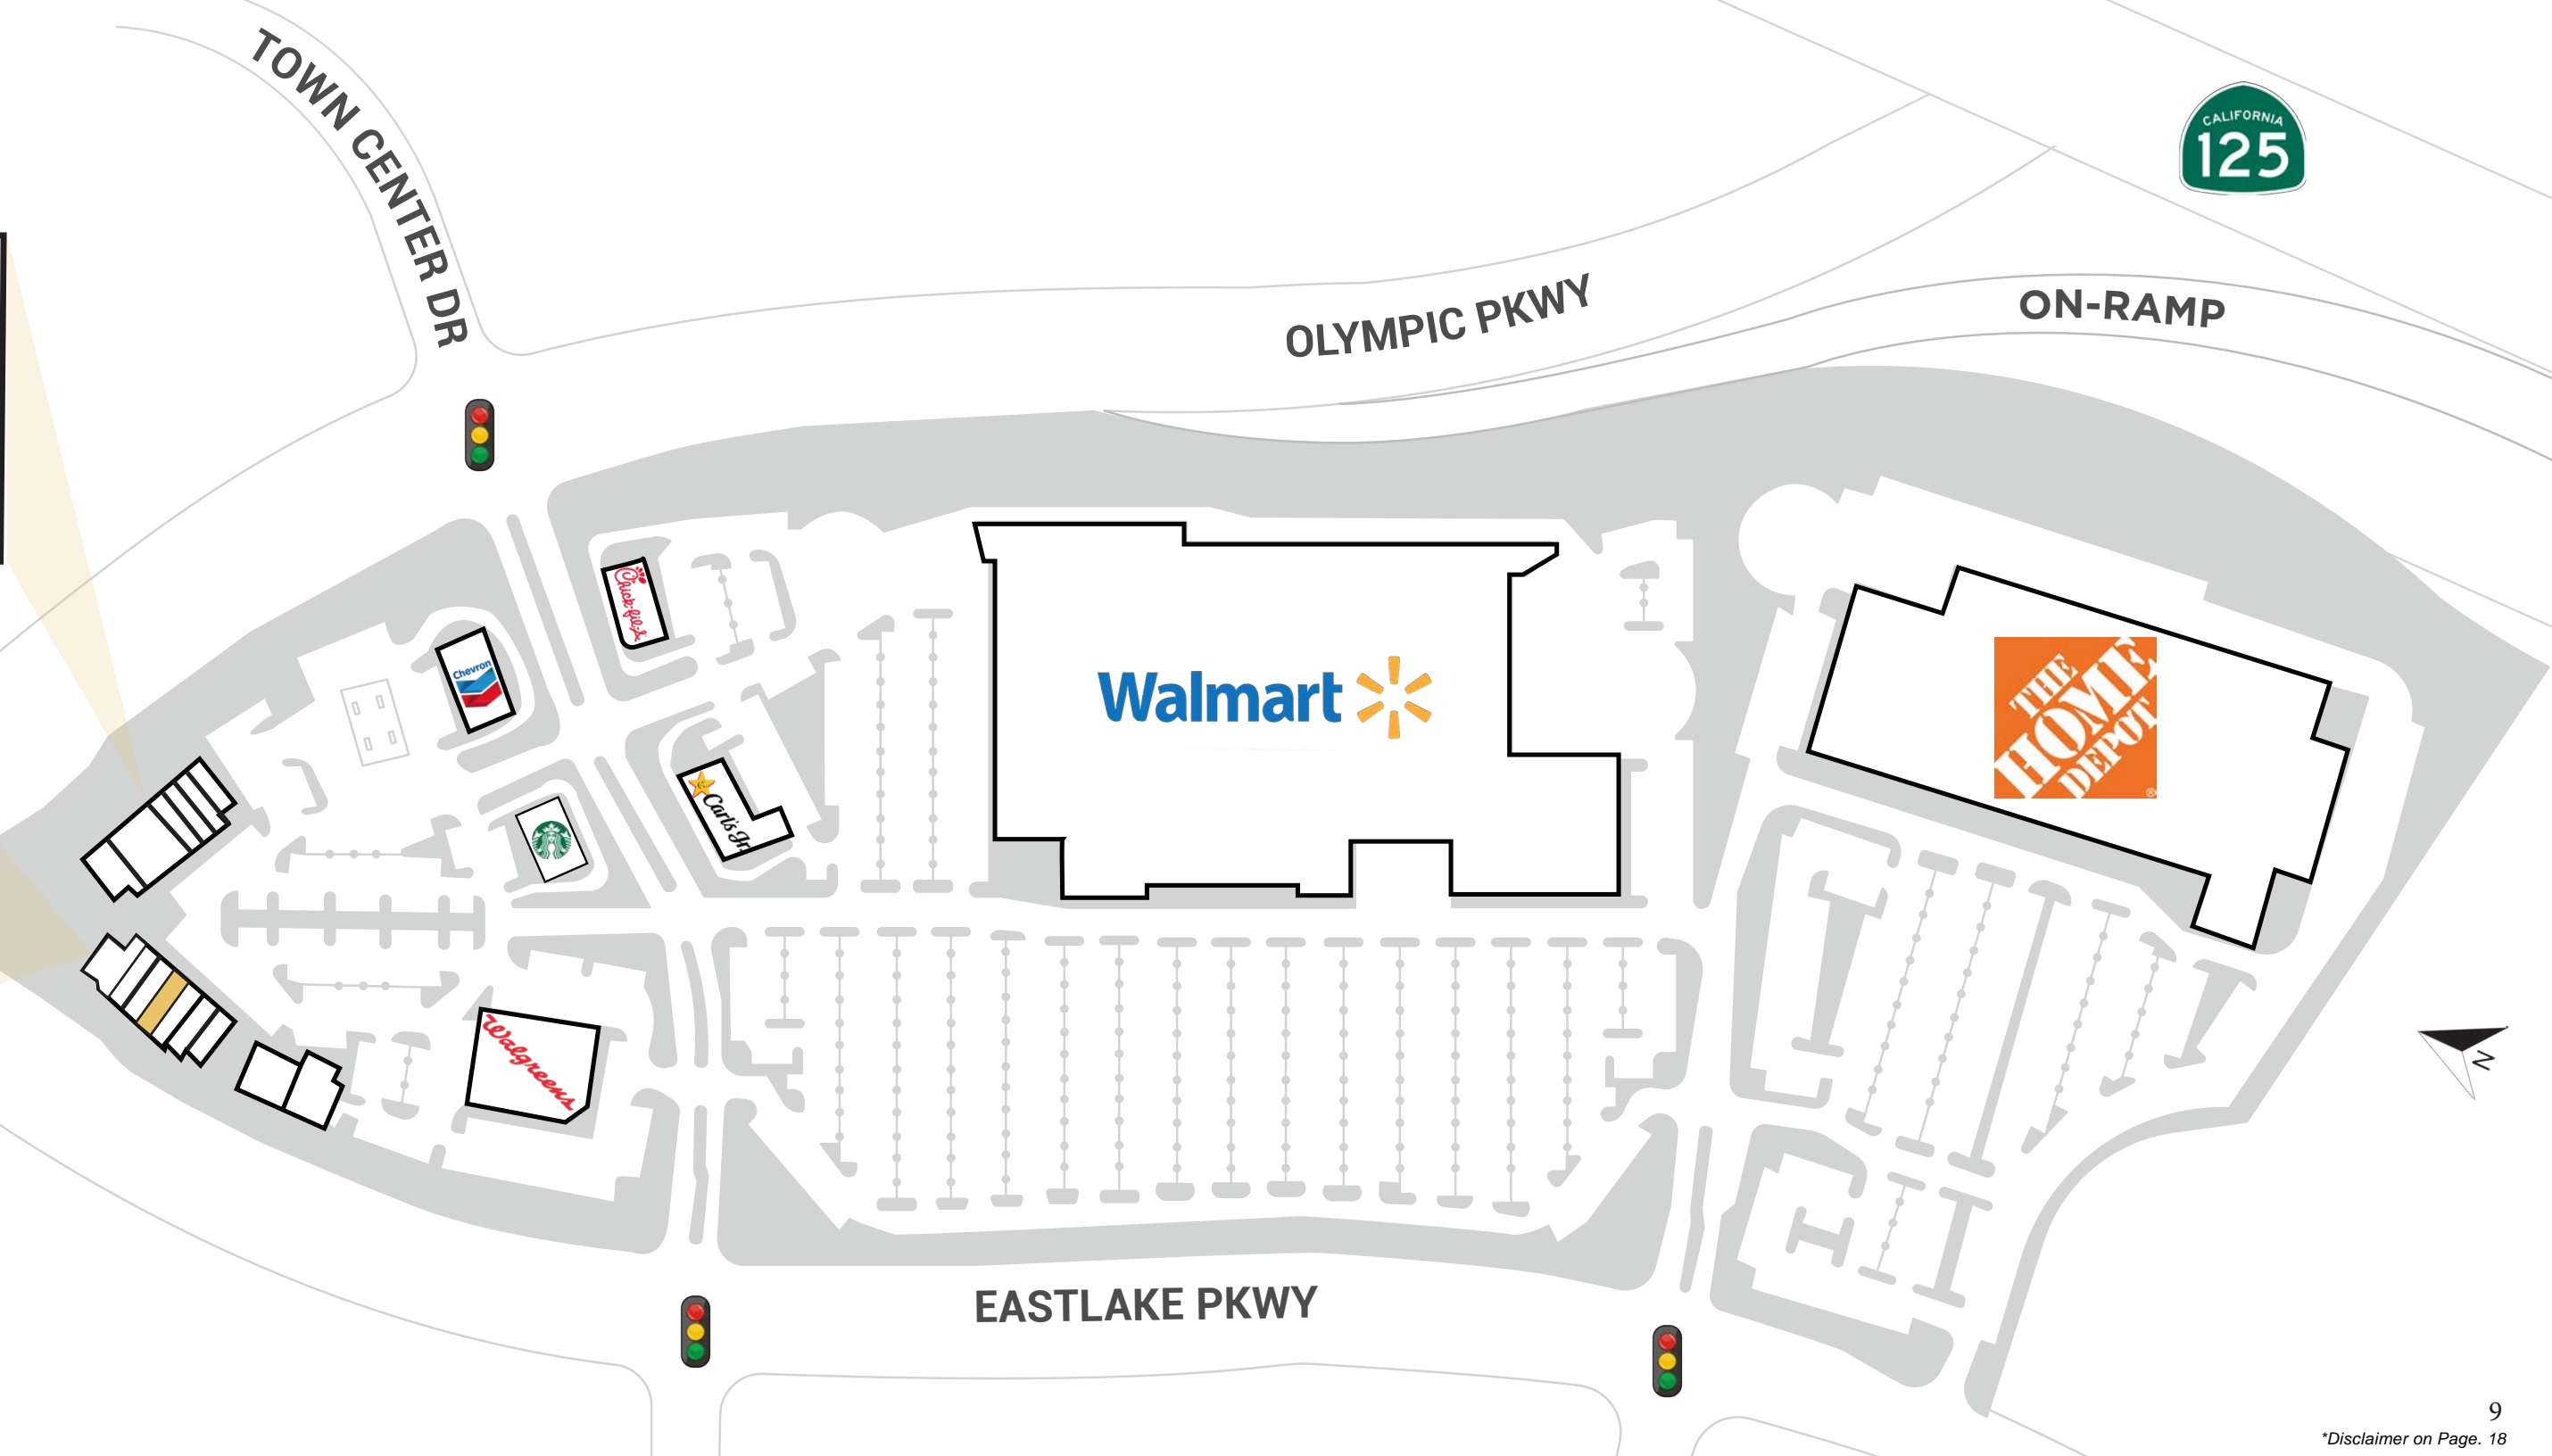 TOWN CENTER DR
CALIFORNIA
125
OLYMPIC PKWY
ON-RAMP
Chick-fil-A
Chevron
Walmart
THE
HOME
DEPOT
®
Carl's Jr.
Walgreens
N
EASTLAKE PKWY
9
*Disclaimer on Page. 18